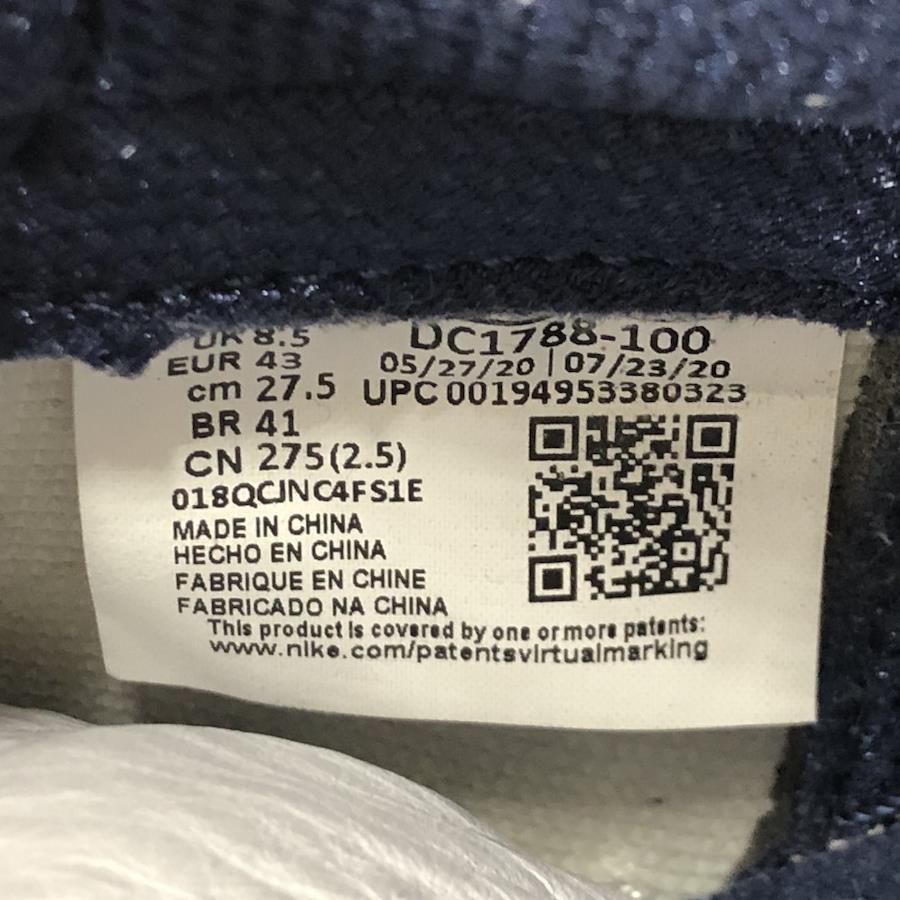 UK 8.5
DC1788-100
EUR 43
05/27/20 | 07/23/20
cm 27.5
UPC 00194953380323
BR 41
CN 275(2.5)
018QCJNC4FS1E
MADE IN CHINA
HECHO EN CHINA
FABRIQUE EN CHINE
FABRICADO NA CHINA
This product is covered by one or more patents:
www.nike.com/patentsvirtualmarking